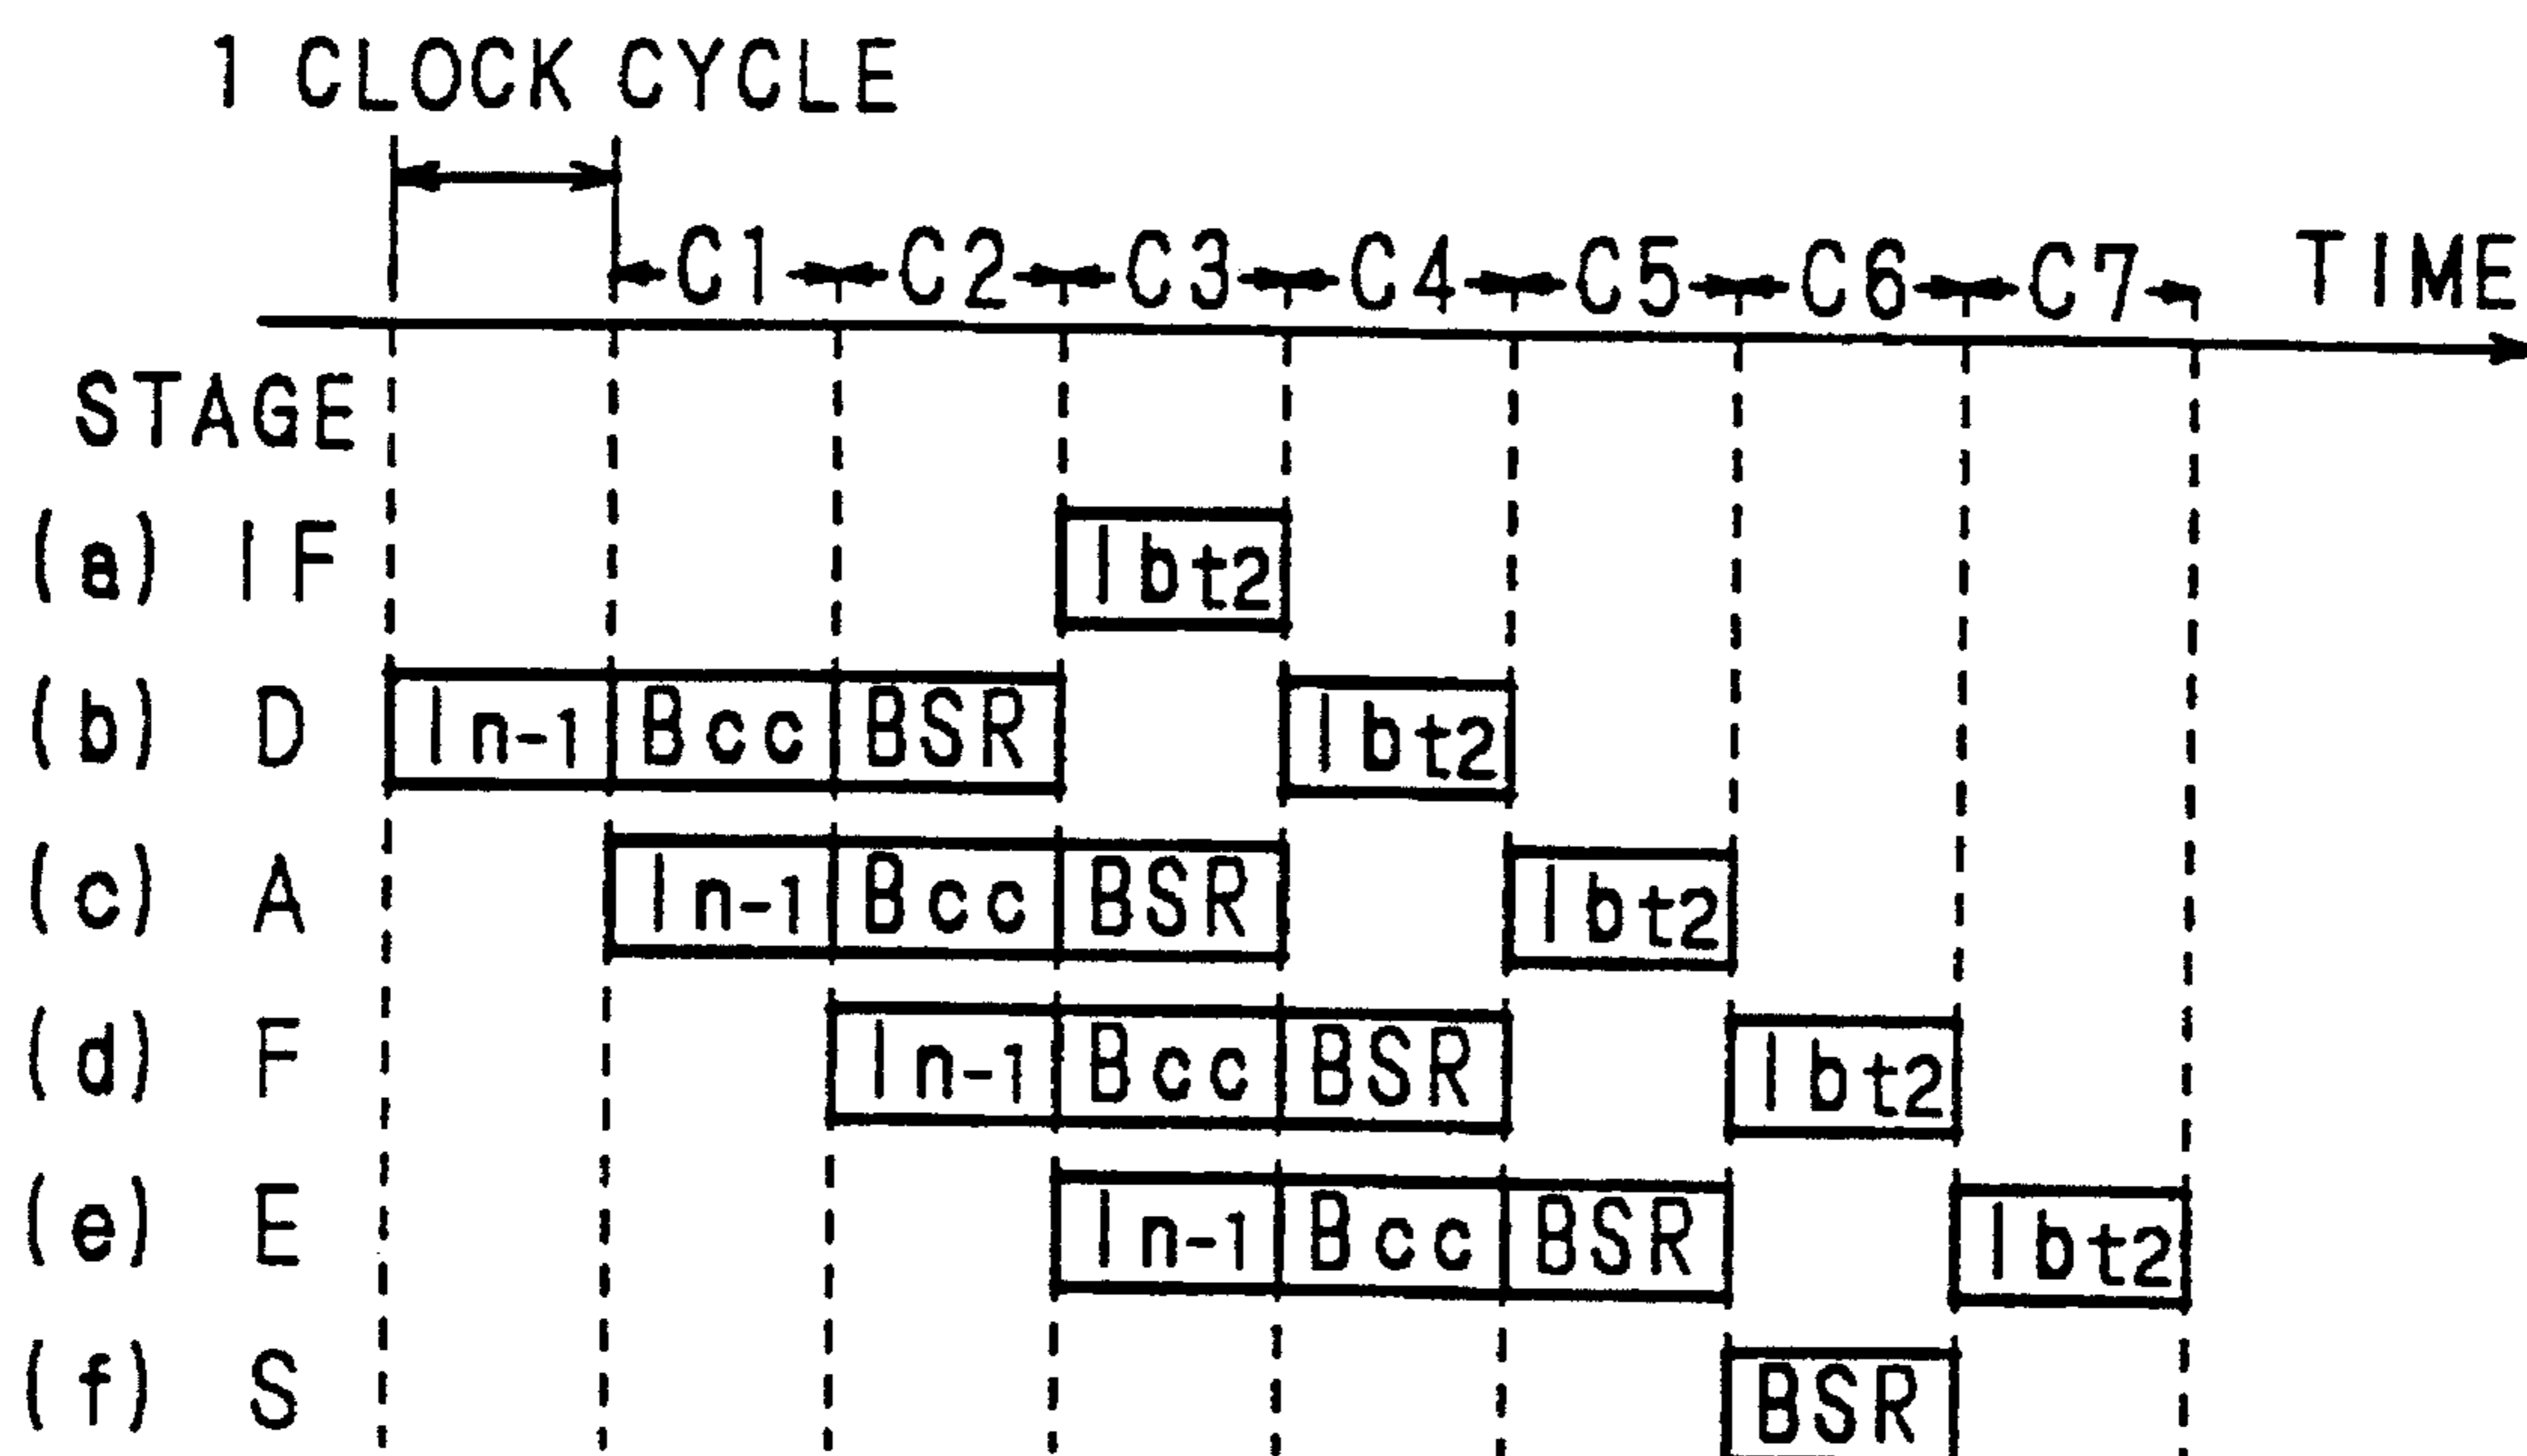 1 CLOCK CYCLE
C1 C2 C3 C4 C5 C6 C7 TIME
STAGE
(a) IF Ibt2
(b) D In-1 Bcc BSR Ibt2
(c) A In-1 Bcc BSR Ibt2
(d) F In-1 Bcc BSR Ibt2
(e) E In-1 Bcc BSR Ibt2
(f) S BSR